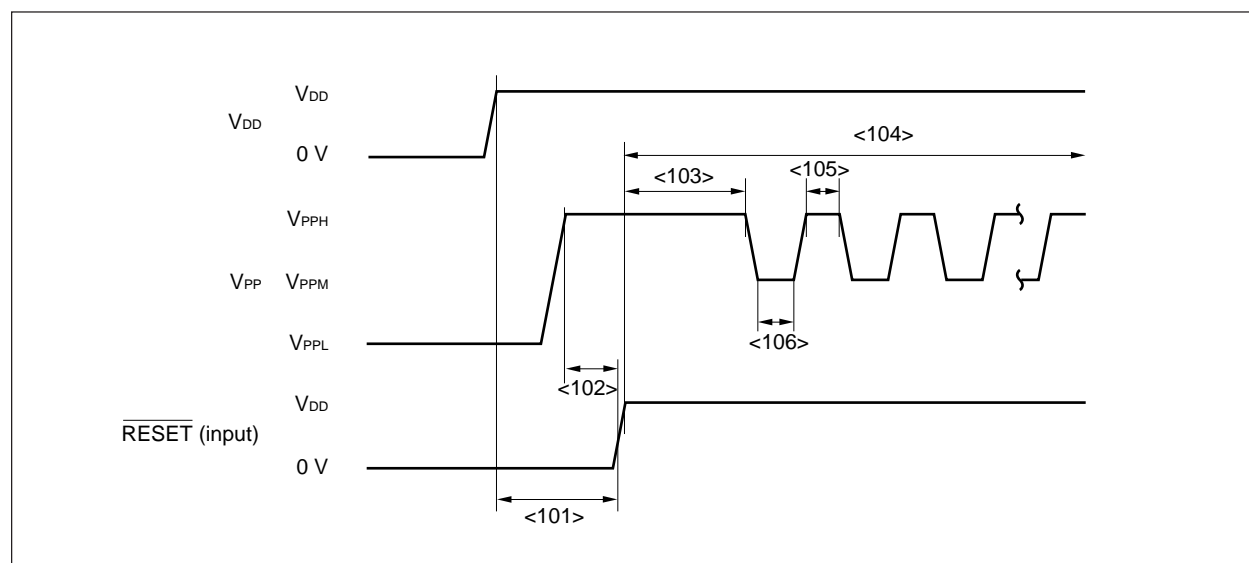 VDD
VDD
0 V
<104>
<103>
<105>
VPPH
VPP VPPM
<106>
VPPL
<102>
VDD
RESET (input)
0 V
<101>